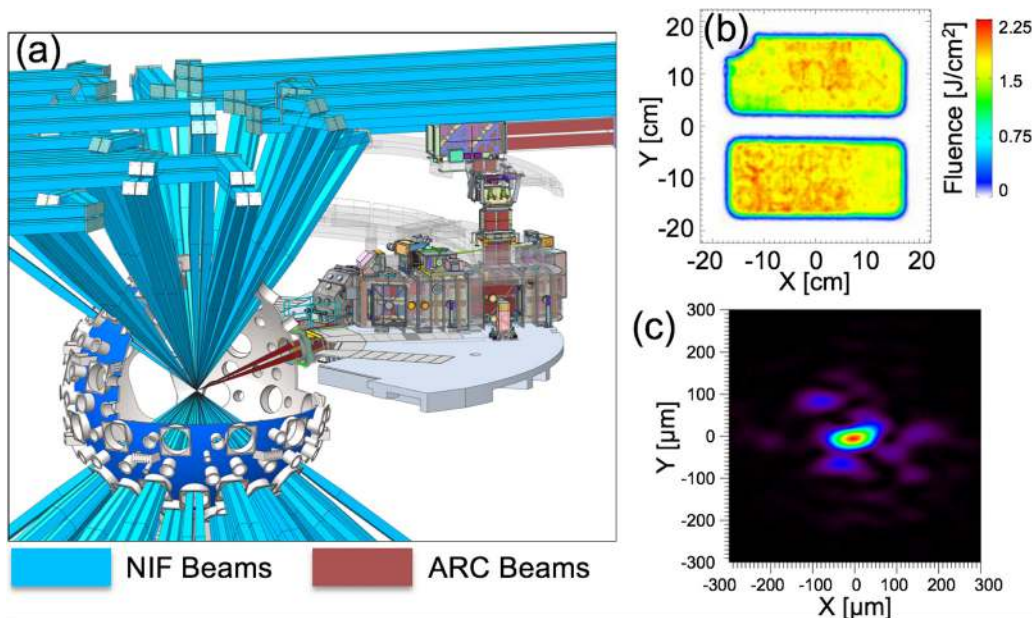 (a)
NIF Beams
ARC Beams
(b)
20
10
0
-10
-20
Y [cm]
-20 -10 0 10 20
X [cm]
2.25
1.5
0.75
0
Fluence [J/cm²]
(c)
300
200
100
0
-100
-200
-300
Y [µm]
-300 -200 -100 0 100 200 300
X [µm]